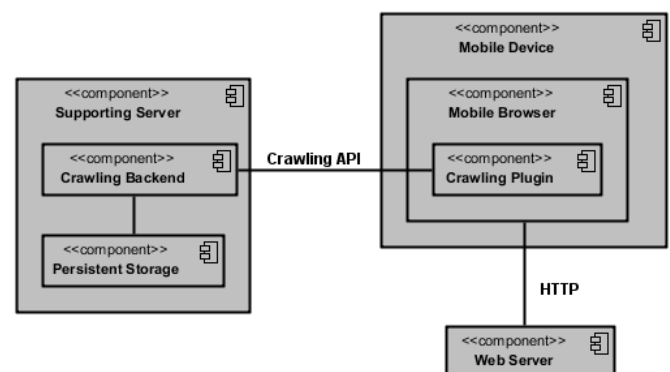 <<component>>
Mobile Device
<<component>>
Mobile Browser
<<component>>
Crawling Plugin
<<component>>
Supporting Server
<<component>>
Crawling Backend
<<component>>
Persistent Storage
Crawling API
HTTP
<<component>>
Web Server